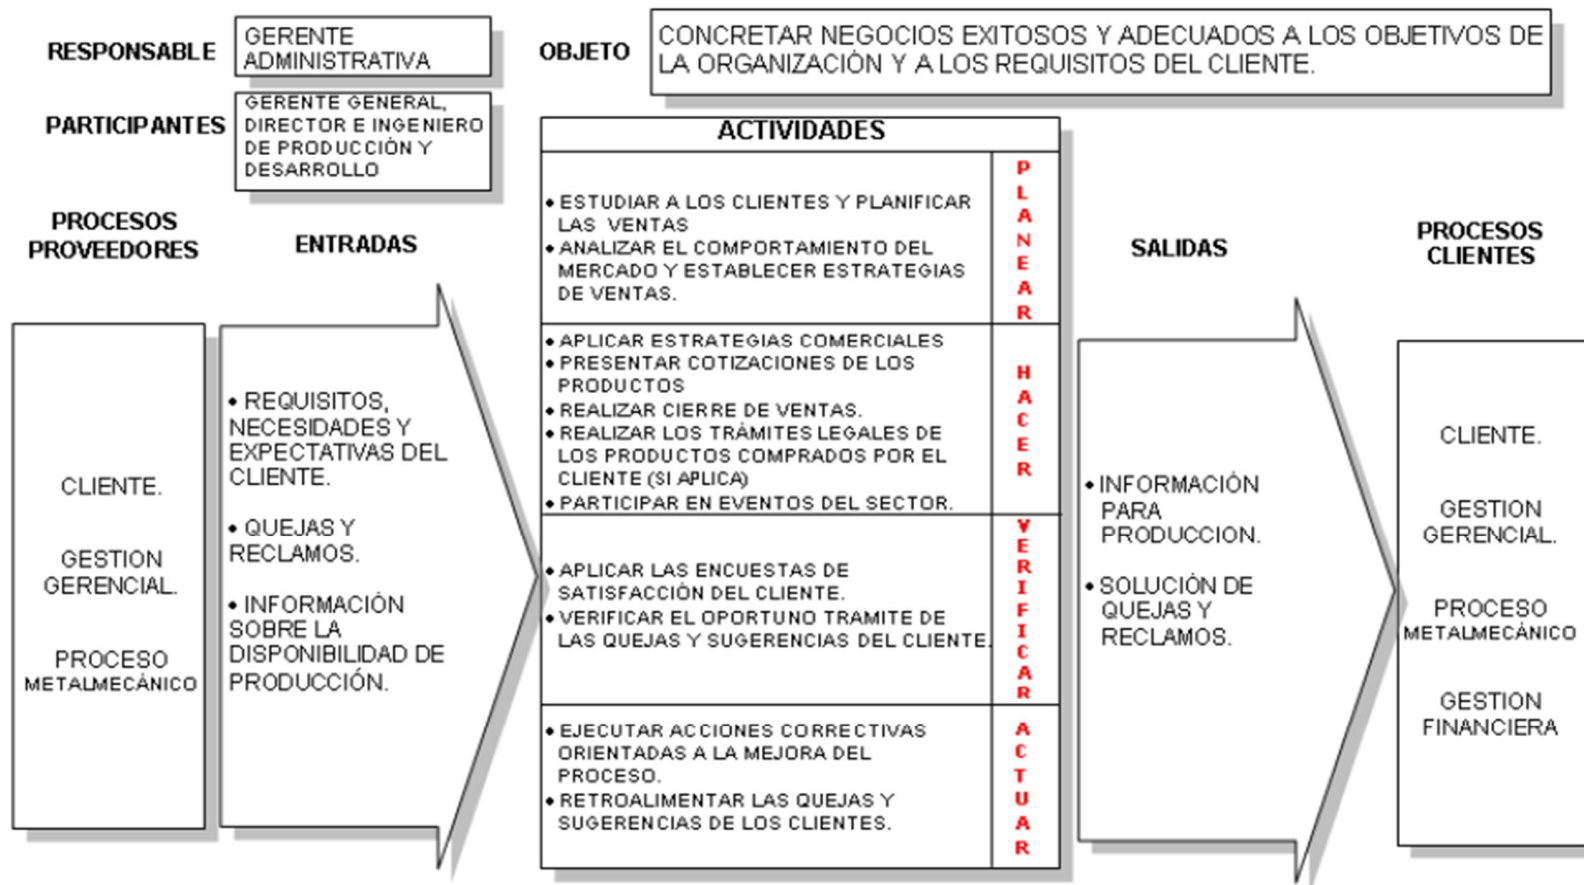 RESPONSABLE
GERENTE
ADMINISTRATIVA
OBJETO
CONCRETAR NEGOCIOS EXITOSOS Y ADECUADOS A LOS OBJETIVOS DE
LA ORGANIZACIÓN Y A LOS REQUISITOS DEL CLIENTE.
PARTICIPANTES
GERENTE GENERAL,
DIRECTOR E INGENIERO
DE PRODUCCIÓN Y
DESARROLLO
PROCESOS
PROVEEDORES
CLIENTE.
GESTION
GERENCIAL.
PROCESO
METALMECÁNICO
ENTRADAS
• REQUISITOS,
NECESIDADES Y
EXPECTATIVAS DEL
CLIENTE.
• QUEJAS Y
RECLAMOS.
• INFORMACIÓN
SOBRE LA
DISPONIBILIDAD DE
PRODUCCIÓN.
ACTIVIDADES
• ESTUDIAR A LOS CLIENTES Y PLANIFICAR
LAS VENTAS
• ANALIZAR EL COMPORTAMIENTO DEL
MERCADO Y ESTABLECER ESTRATEGIAS
DE VENTAS.
PLANEAR
• APLICAR ESTRATEGIAS COMERCIALES
• PRESENTAR COTIZACIONES DE LOS
PRODUCTOS
• REALIZAR CIERRE DE VENTAS.
• REALIZAR LOS TRÁMITES LEGALES DE
LOS PRODUCTOS COMPRADOS POR EL
CLIENTE (SI APLICA)
• PARTICIPAR EN EVENTOS DEL SECTOR.
HACER
• APLICAR LAS ENCUESTAS DE
SATISFACCIÓN DEL CLIENTE.
• VERIFICAR EL OPORTUNO TRAMITE DE
LAS QUEJAS Y SUGERENCIAS DEL CLIENTE.
VERIFICAR
• EJECUTAR ACCIONES CORRECTIVAS
ORIENTADAS A LA MEJORA DEL
PROCESO.
• RETROALIMENTAR LAS QUEJAS Y
SUGERENCIAS DE LOS CLIENTES.
ACTUAR
SALIDAS
• INFORMACIÓN
PARA
PRODUCCION.
• SOLUCIÓN DE
QUEJAS Y
RECLAMOS.
PROCESOS
CLIENTES
CLIENTE.
GESTION
GERENCIAL.
PROCESO
METALMECÁNICO
GESTION
FINANCIERA